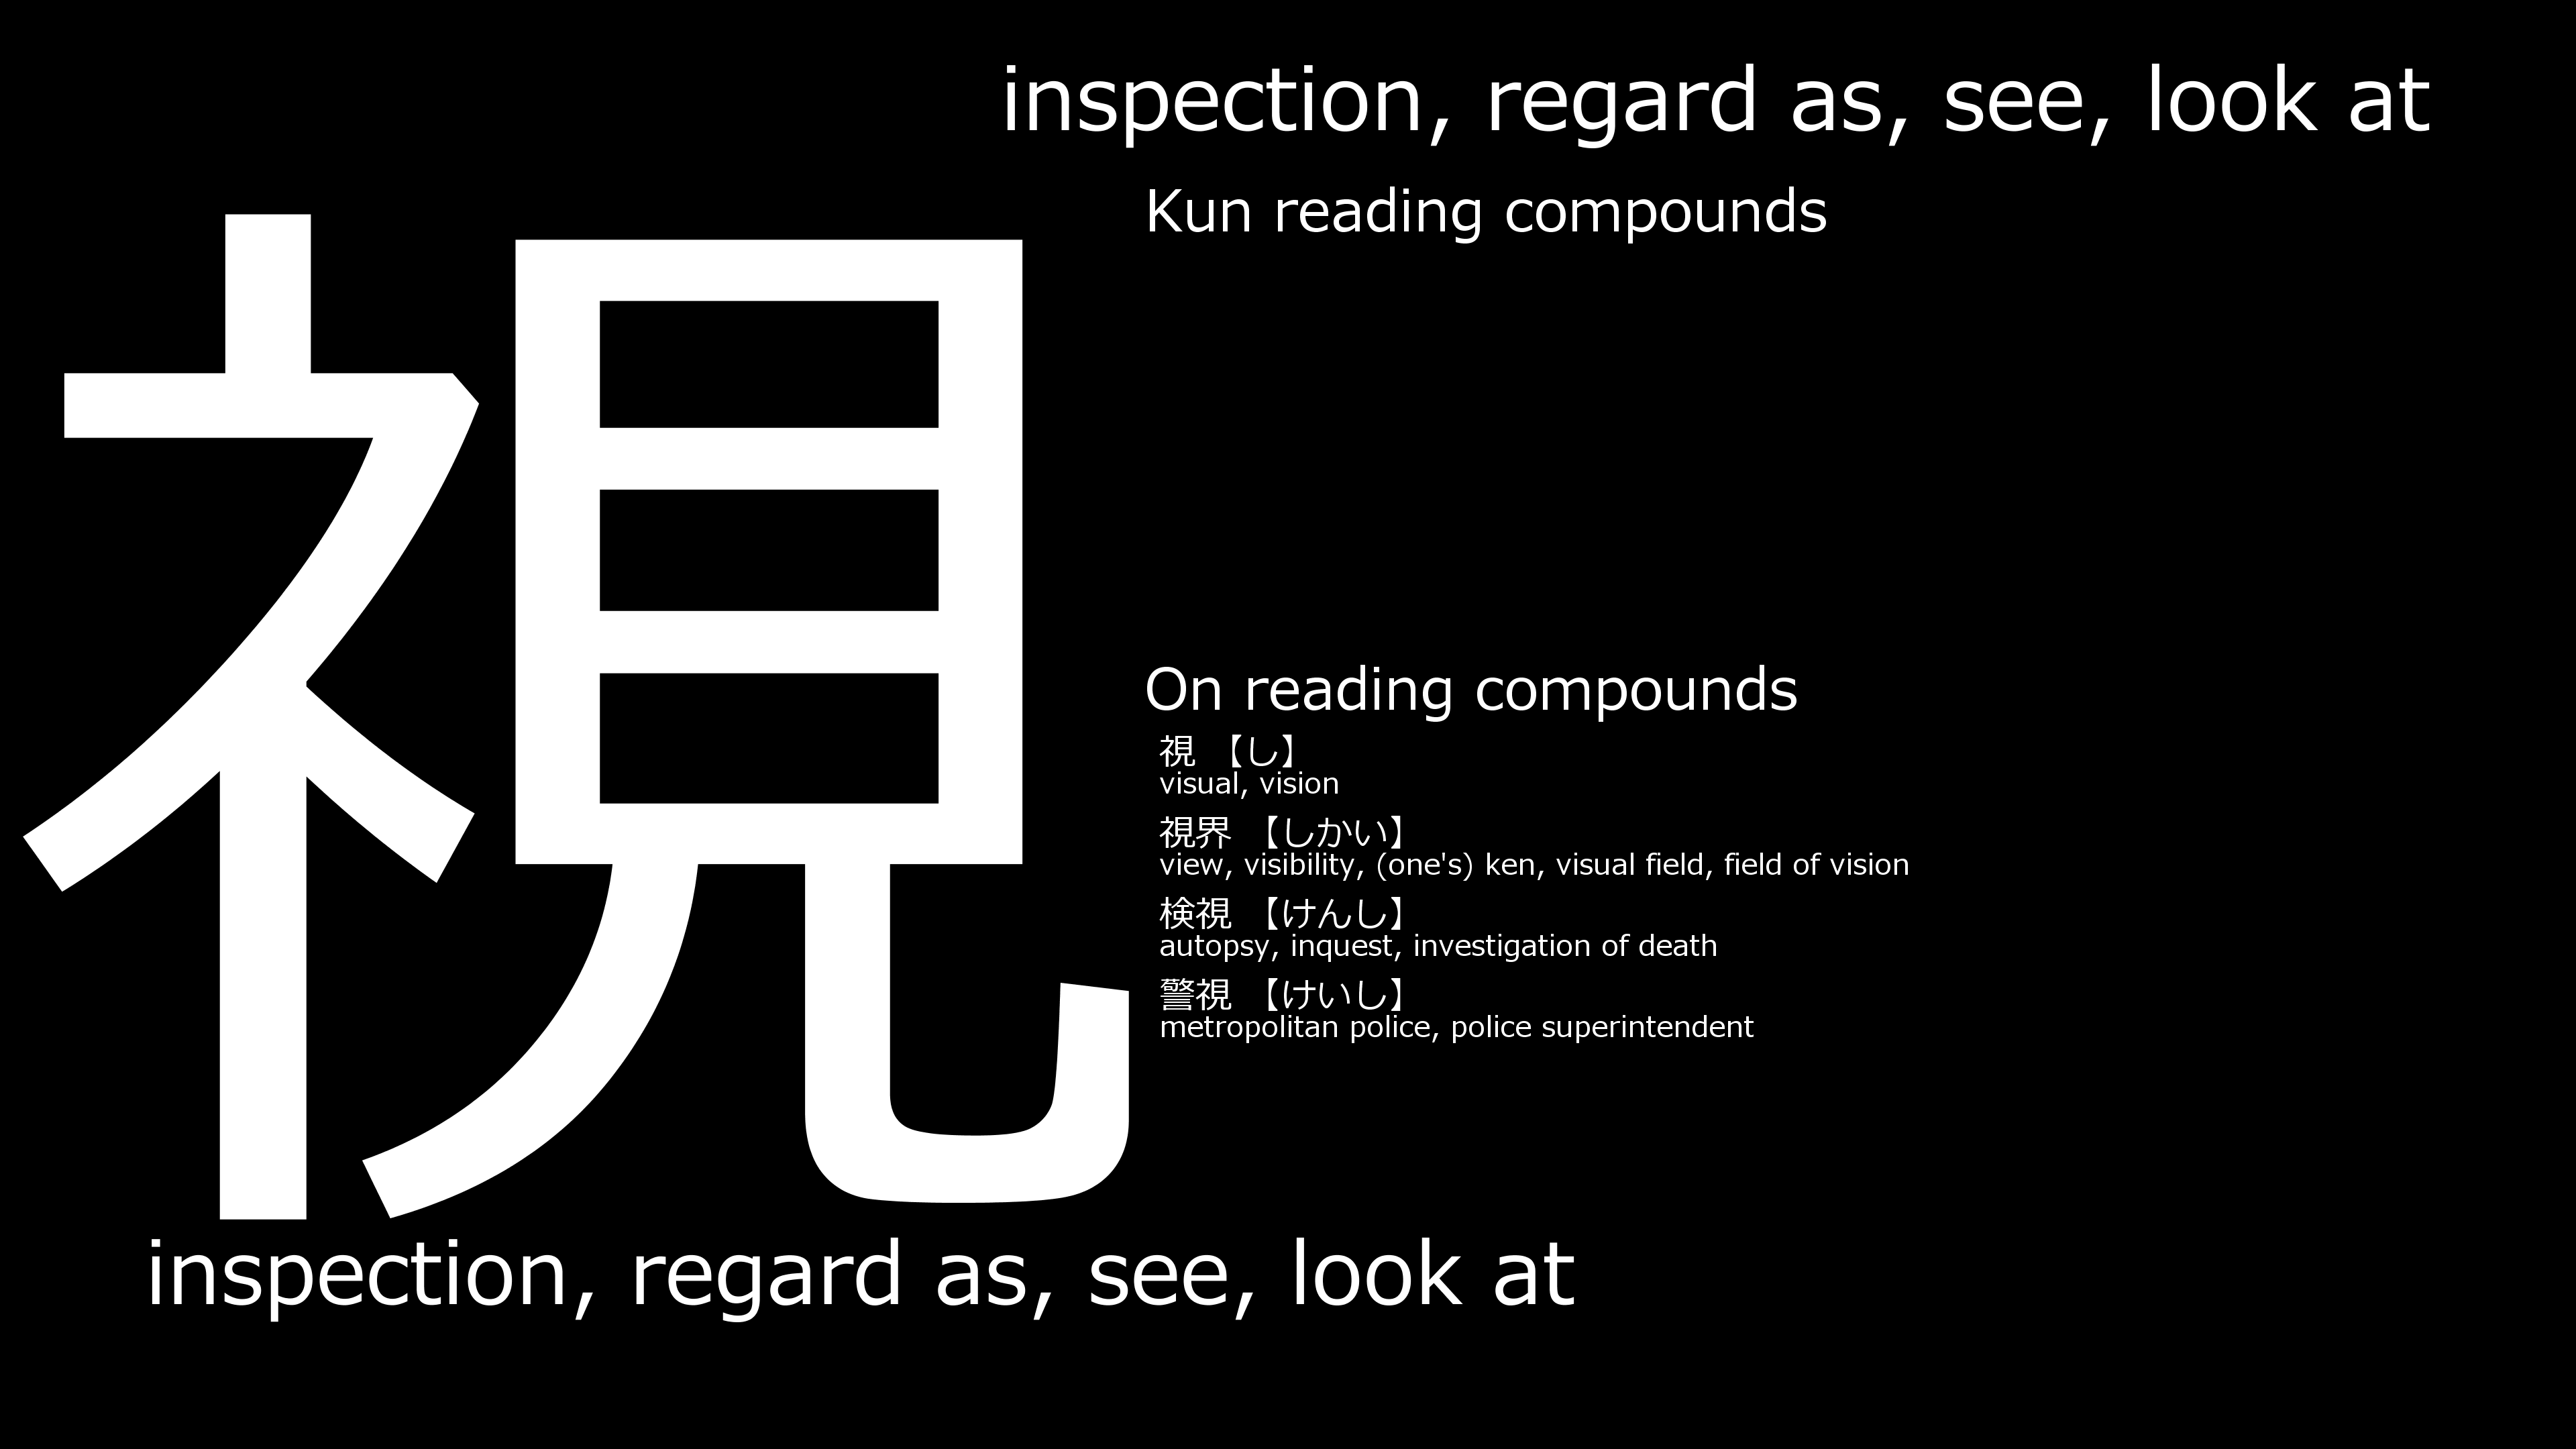 inspection, regard as, see, look at
Kun reading compounds
視
On reading compounds
視 【し】
visual, vision
視界 【しかい】
view, visibility, (one's) ken, visual field, field of vision
検視 【けんし】
autopsy, inquest, investigation of death
警視 【けいし】
metropolitan police, police superintendent
inspection, regard as, see, look at